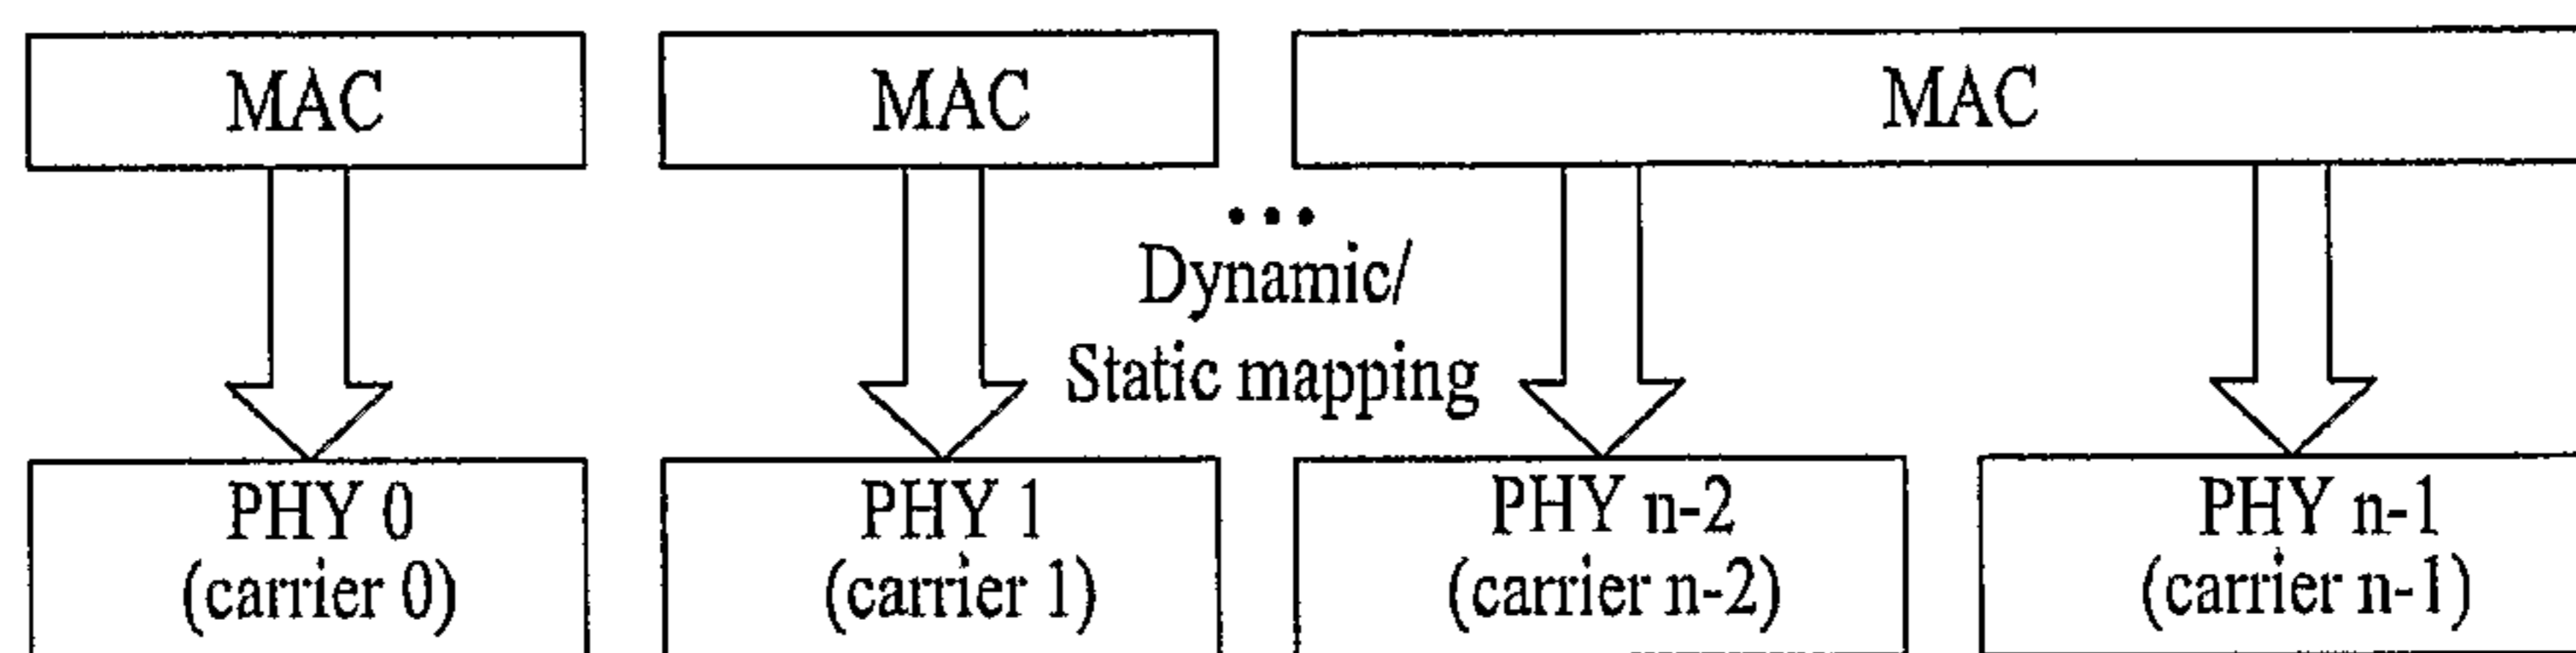 MAC
MAC
MAC
•••
Dynamic/
Static mapping
PHY 0
(carrier 0)
PHY 1
(carrier 1)
PHY n-2
(carrier n-2)
PHY n-1
(carrier n-1)